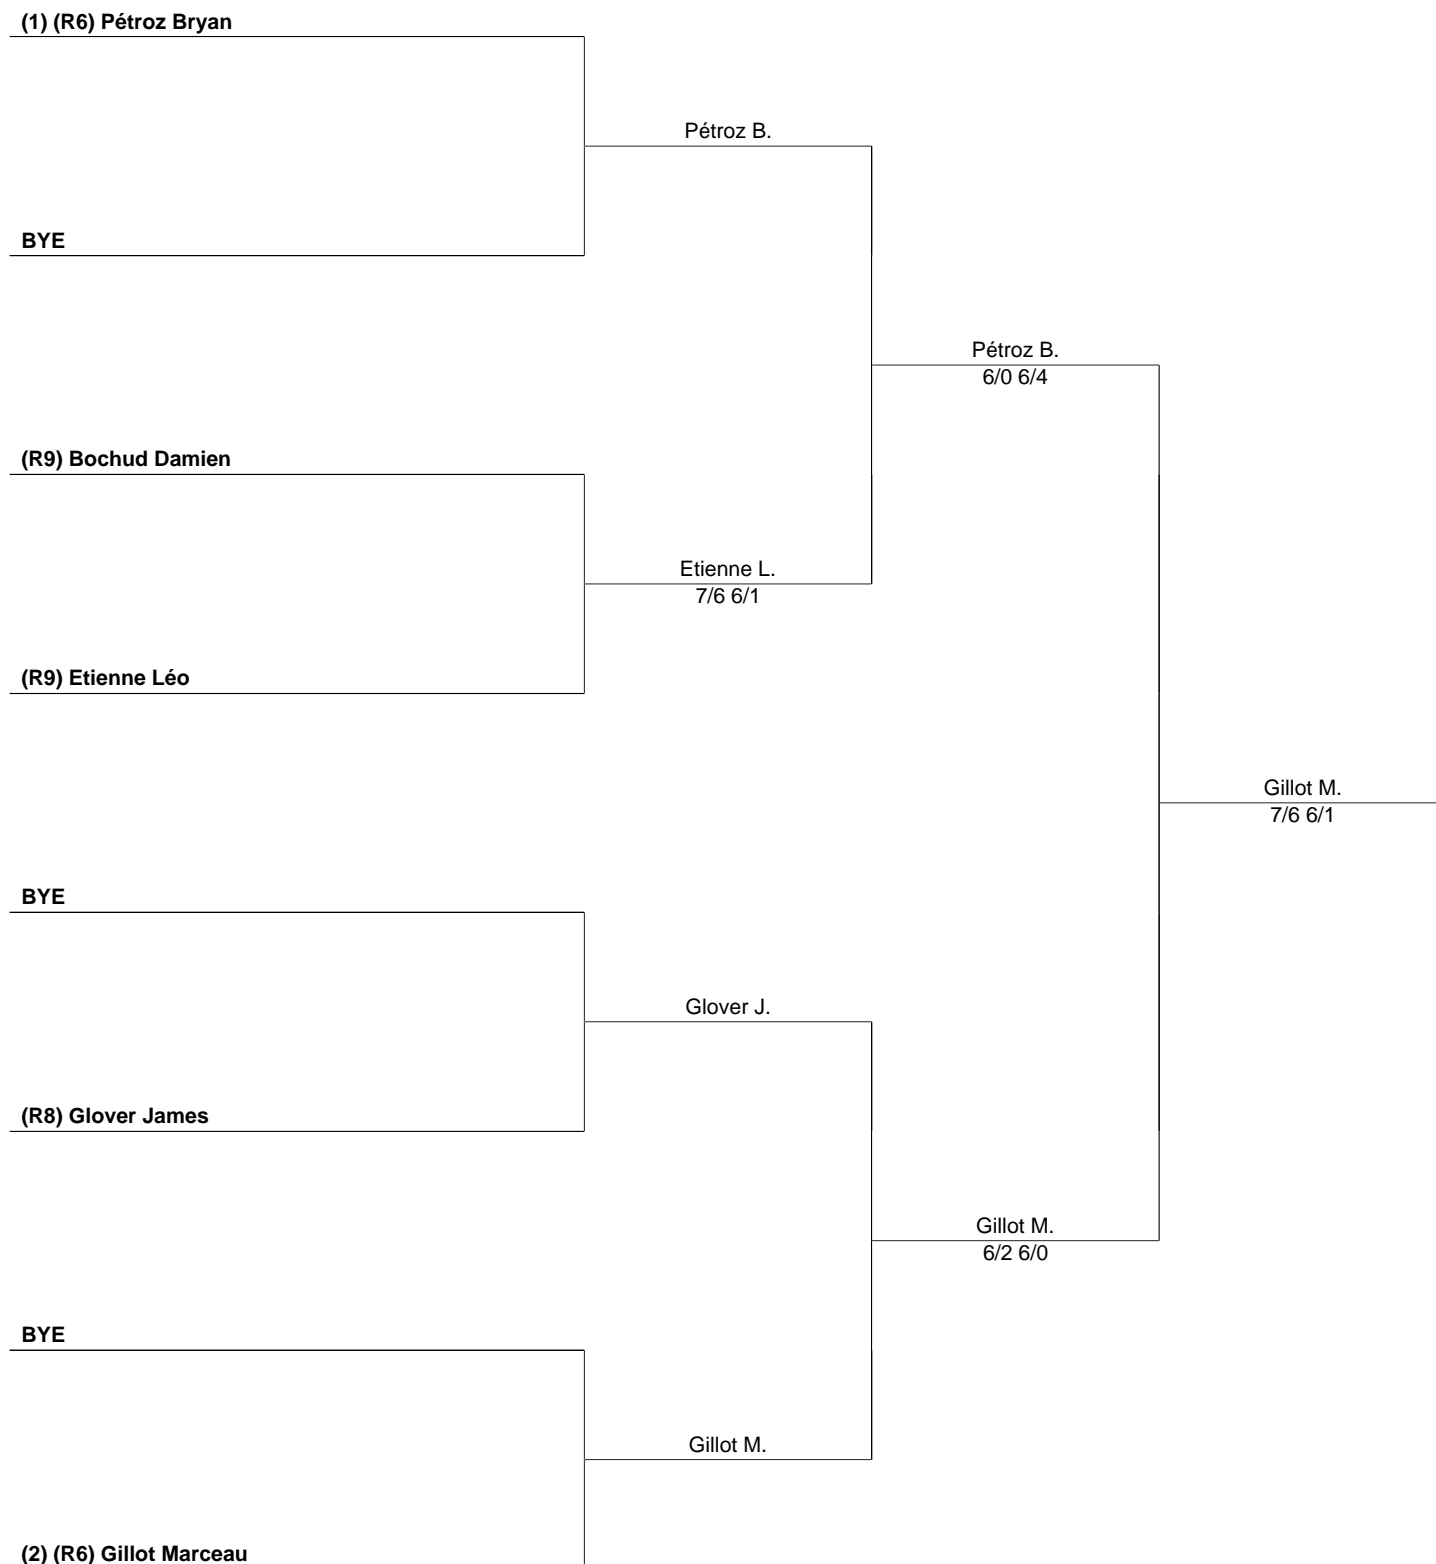 (1) (R6) Pétroz Bryan
Pétroz B.
BYE
Pétroz B.
6/0 6/4
(R9) Bochud Damien
Etienne L.
7/6 6/1
(R9) Etienne Léo
Gillot M.
7/6 6/1
BYE
Glover J.
(R8) Glover James
Gillot M.
6/2 6/0
BYE
Gillot M.
(2) (R6) Gillot Marceau